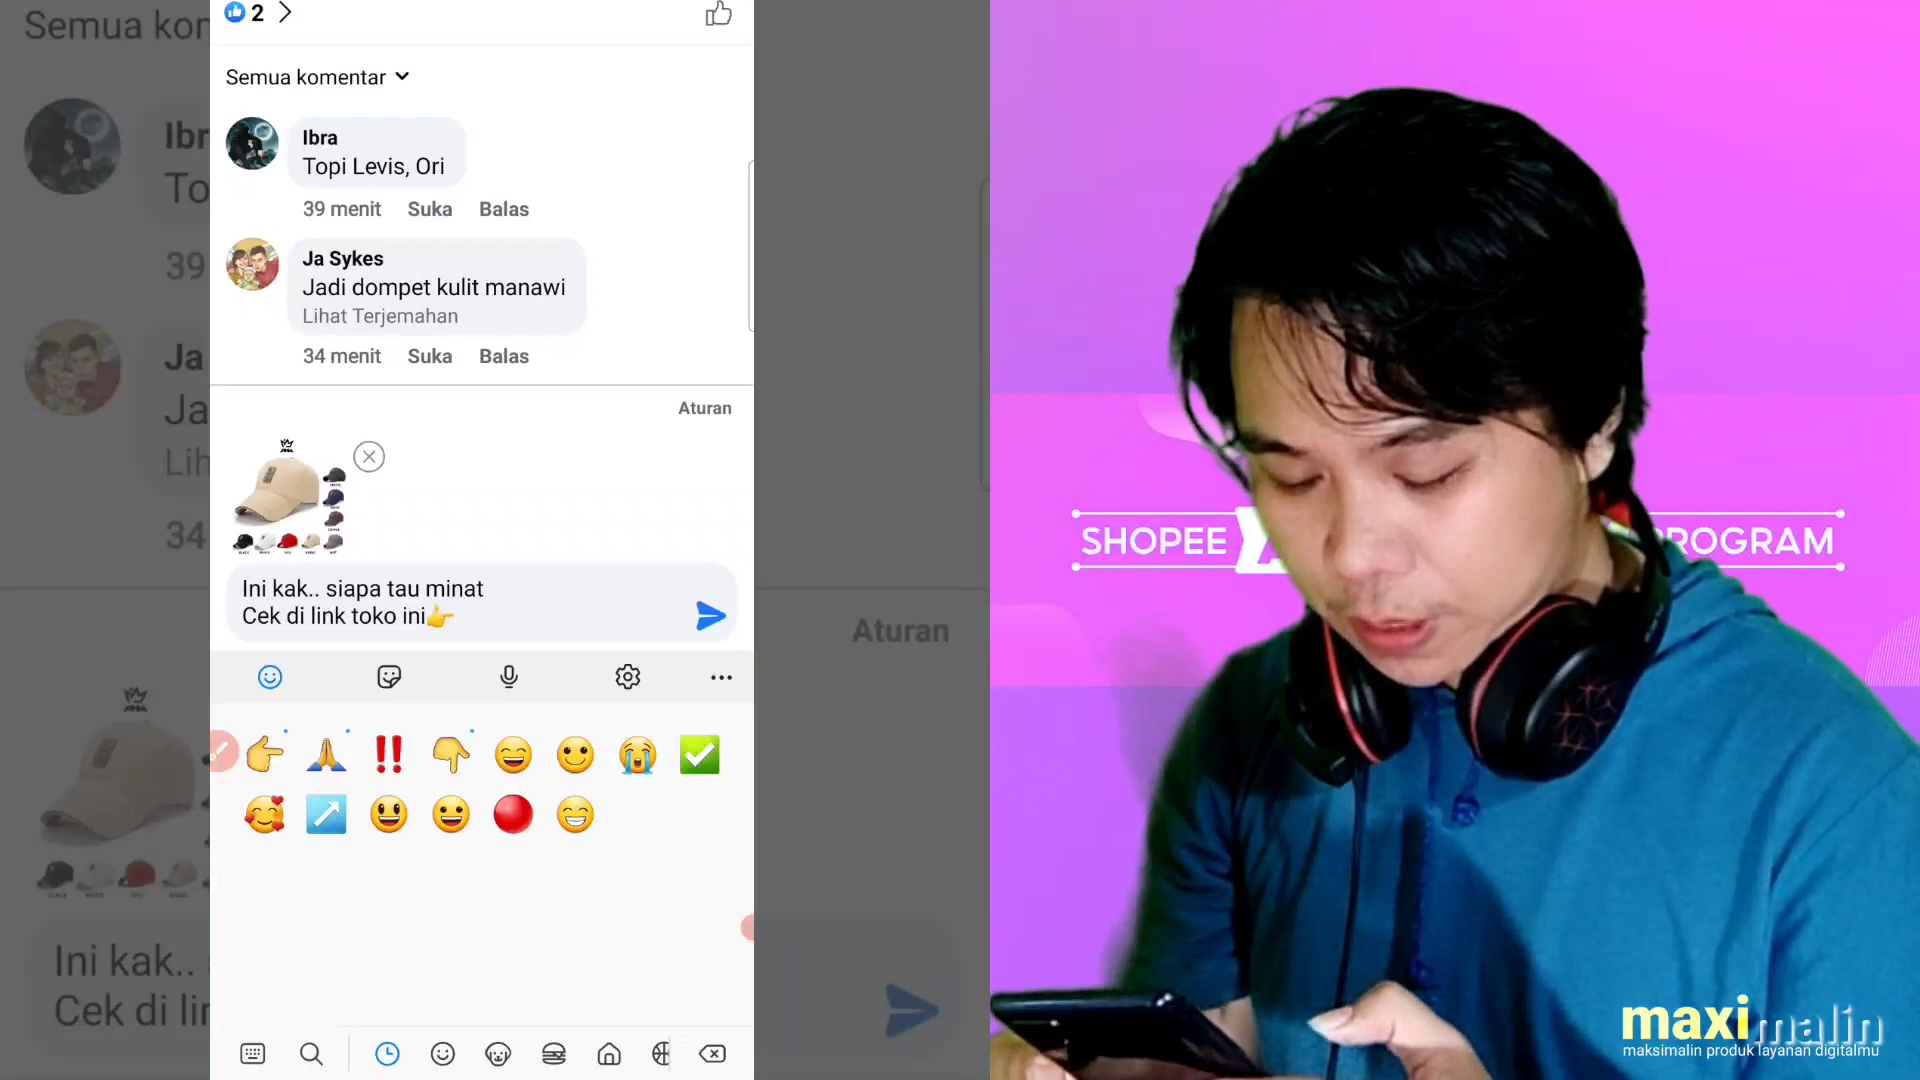 2
Semua komentar
Ibra
Topi Levis, Ori
39 menit Suka Balas
Ja Sykes
Jadi dompet kulit manawi
Lihat Terjemahan
34 menit Suka Balas
Aturan
Ini kak.. siapa tau minat
Cek di link toko ini👉
Semua kor
Ibr
To
39
Ja
Ja
Lih
34
Aturan
Ini kak..
Cek di lir
SHOPEE
ROGRAM
maximalin
maksimalin produk layanan digitalmu